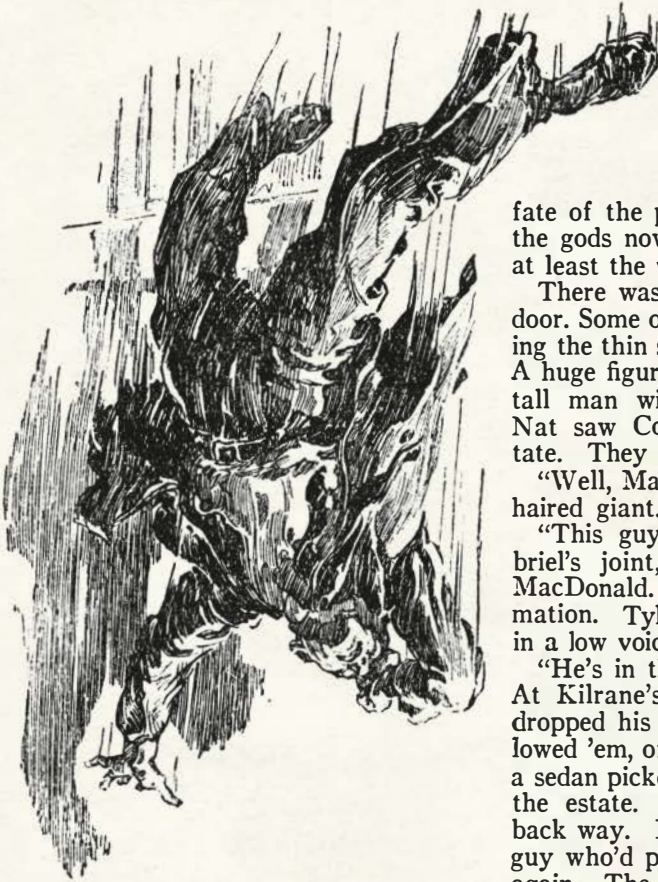 fate of the p
the gods nov
at least the
There was
door. Some o
ing the thin s
A huge figur
tall man wi
Nat saw Co
tate. They
“Well, Ma
haired giant.
“This guy
briel's joint,
MacDonald.
mation. Tyl
in a low voic
“He's in t
At Kilrane's
dropped his
lowed 'em, o
a sedan picke
the estate.
back way.
guy who'd p
again. The